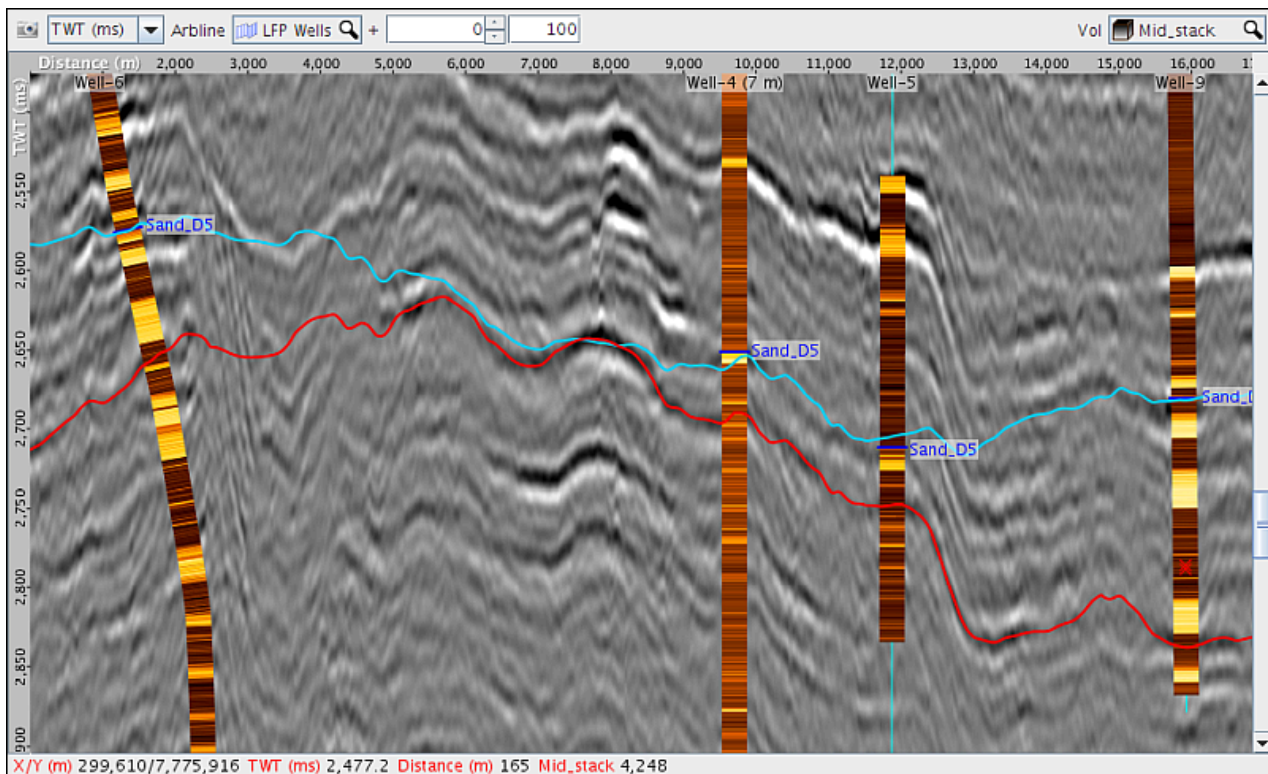 TWT (ms) Arbline LFP Wells + 0 100 Vol Mid_stack
Distance (m) 2,000 3,000 4,000 5,000 6,000 7,000 8,000 9,000 10,000 11,000 12,000 13,000 14,000 15,000 16,000
Well-6 Well-4 (7 m) Well-5 Well-9
TWT (ms)
2,550
2,600
2,650
2,700
2,750
2,800
2,850
900
Sand_D5
Sand_D5
Sand_D5
Sand_D
X/Y (m) 299,610/7,775,916 TWT (ms) 2,477.2 Distance (m) 165 Mid_stack 4,248